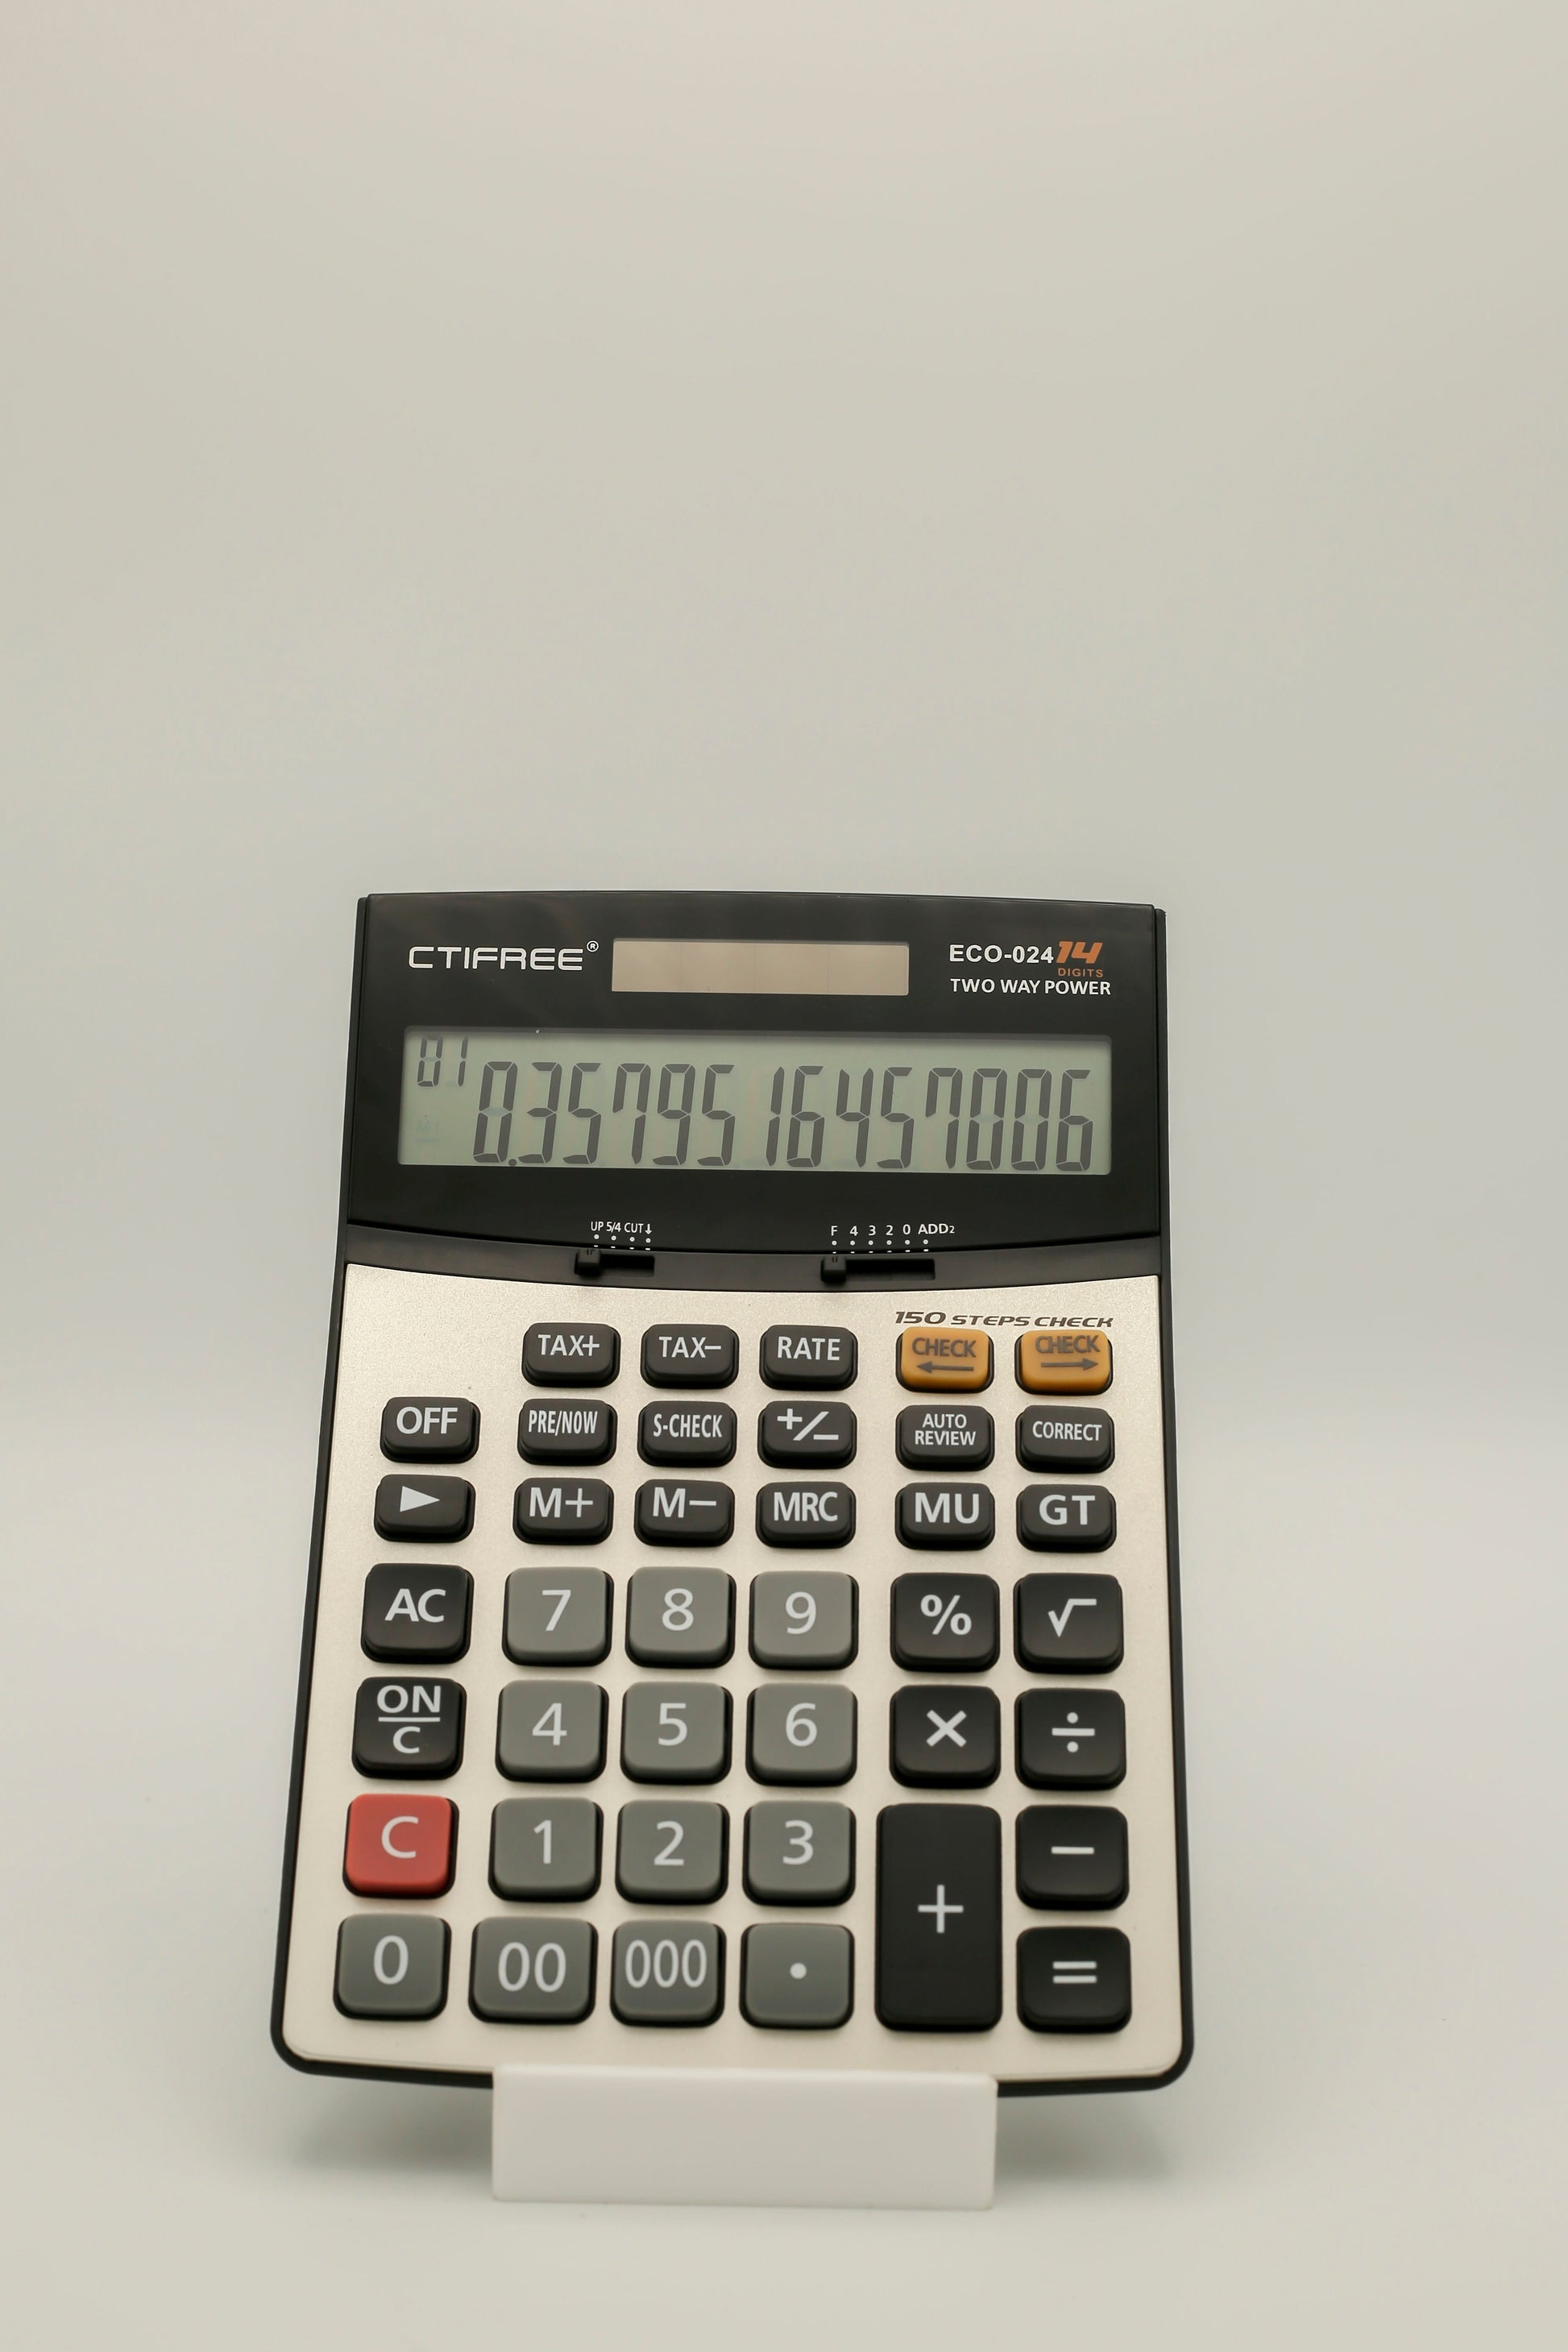 CTIFREE® ECO-024 14
DIGITS
TWO WAY POWER
01
0.3579516457006
UP 5/4 CUT ↓ F 4 3 2 0 ADD2
150 STEPS CHECK
TAX+ TAX− RATE CHECK ← CHECK →
OFF PRE/NOW S-CHECK +/− AUTO REVIEW CORRECT
► M+ M− MRC MU GT
AC 7 8 9 % √
ON/C 4 5 6 × ÷
C 1 2 3 + −
0 00 000 . =